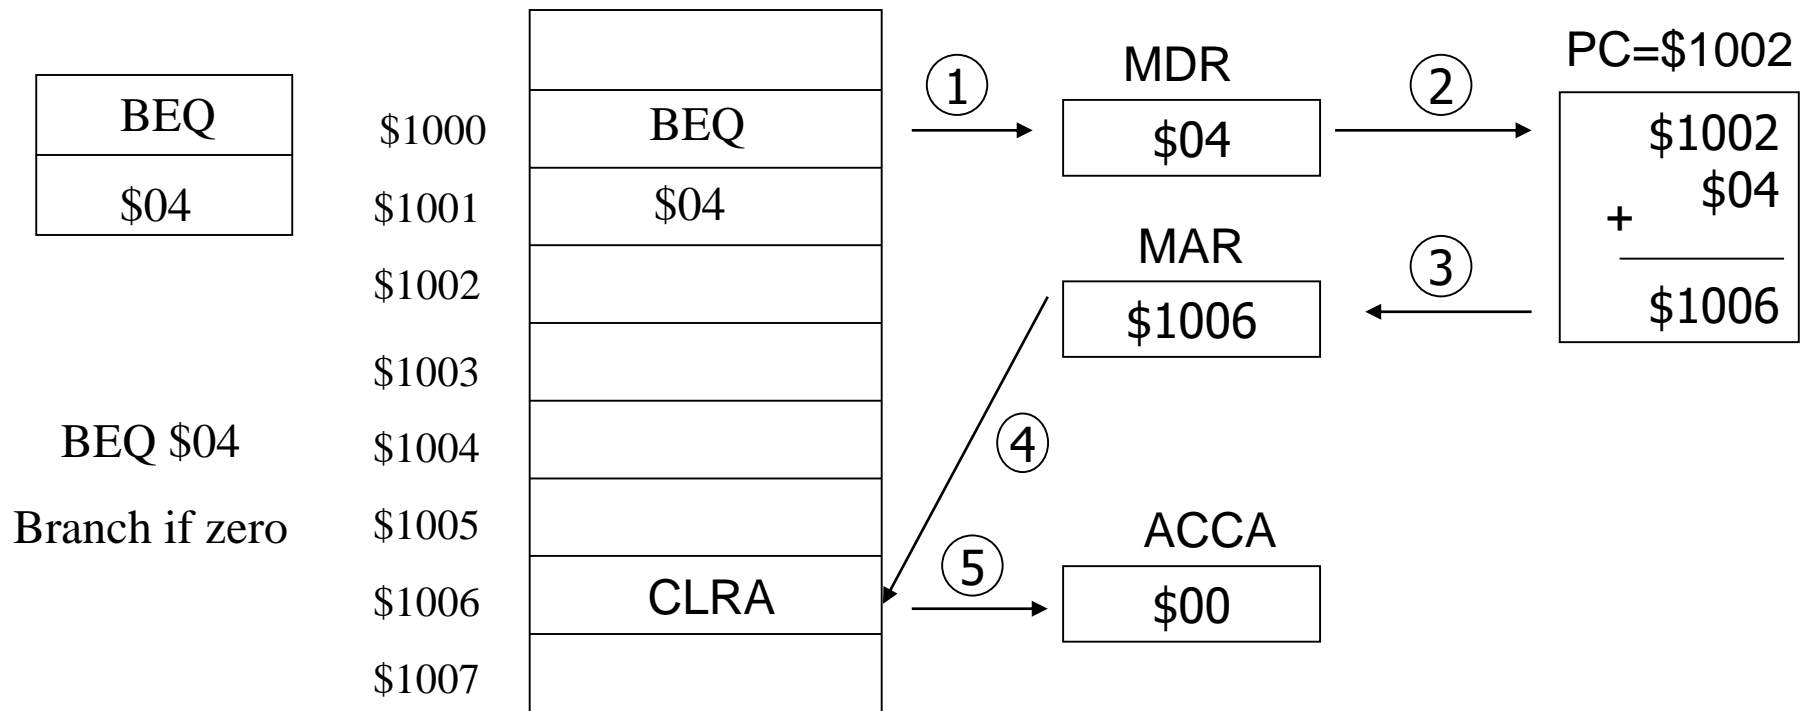 BEQ
$04
BEQ $04
Branch if zero
$1000
BEQ
$1001
$04
$1002
$1003
$1004
$1005
$1006
CLRA
$1007
①
MDR
$04
②
PC=$1002
$1002
$04
+
$1006
③
MAR
$1006
④
⑤
ACCA
$00